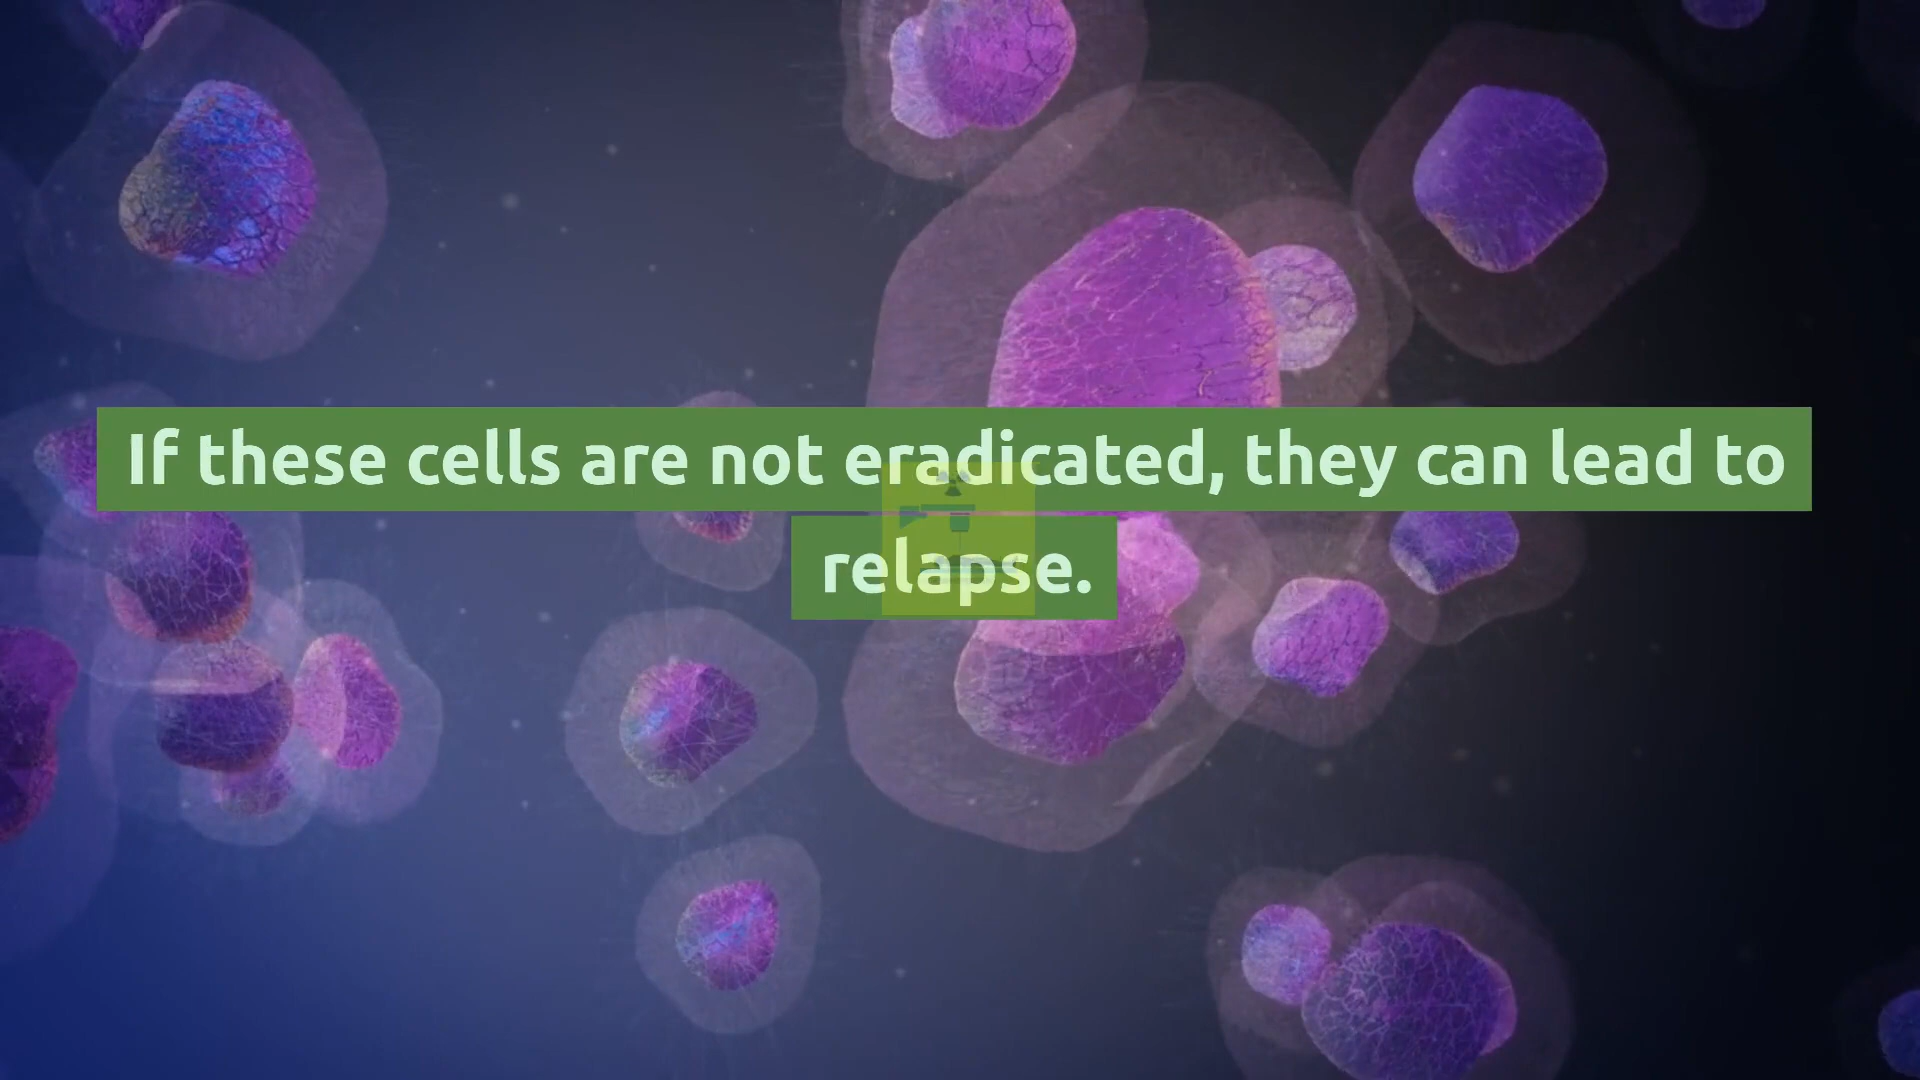 If these cells are not eradicated, they can lead to
relapse.